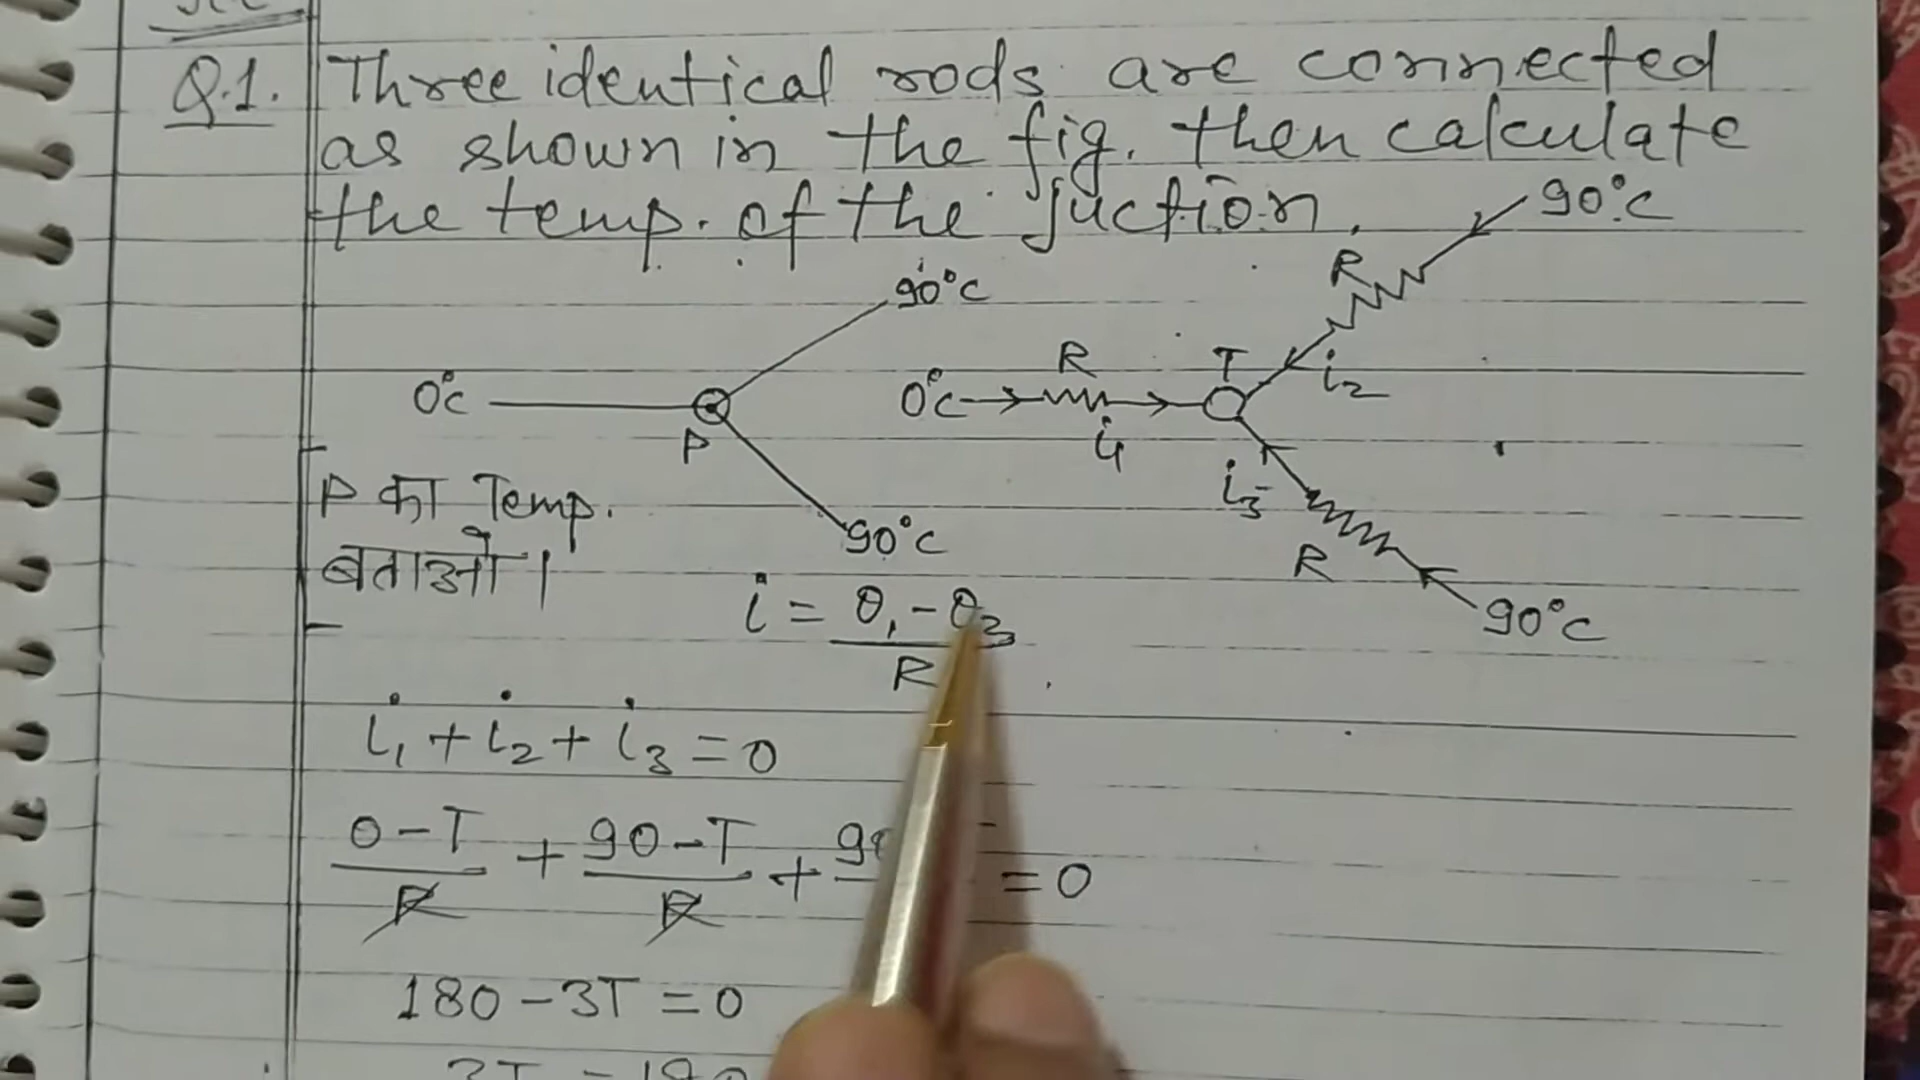 Q.1. Three identical rods are connected
as shown in the fig. then calculate
the temp. of the juction.
90°C
R
90°C
0°C
P
0°C
R
i1
T
i2
i3
R
90°C
90°C
P का Temp.
बताओ।
i = θ1-θ2/R
i1+i2+i3=0
0-T/R + 90-T/R + = 0
180-3T=0